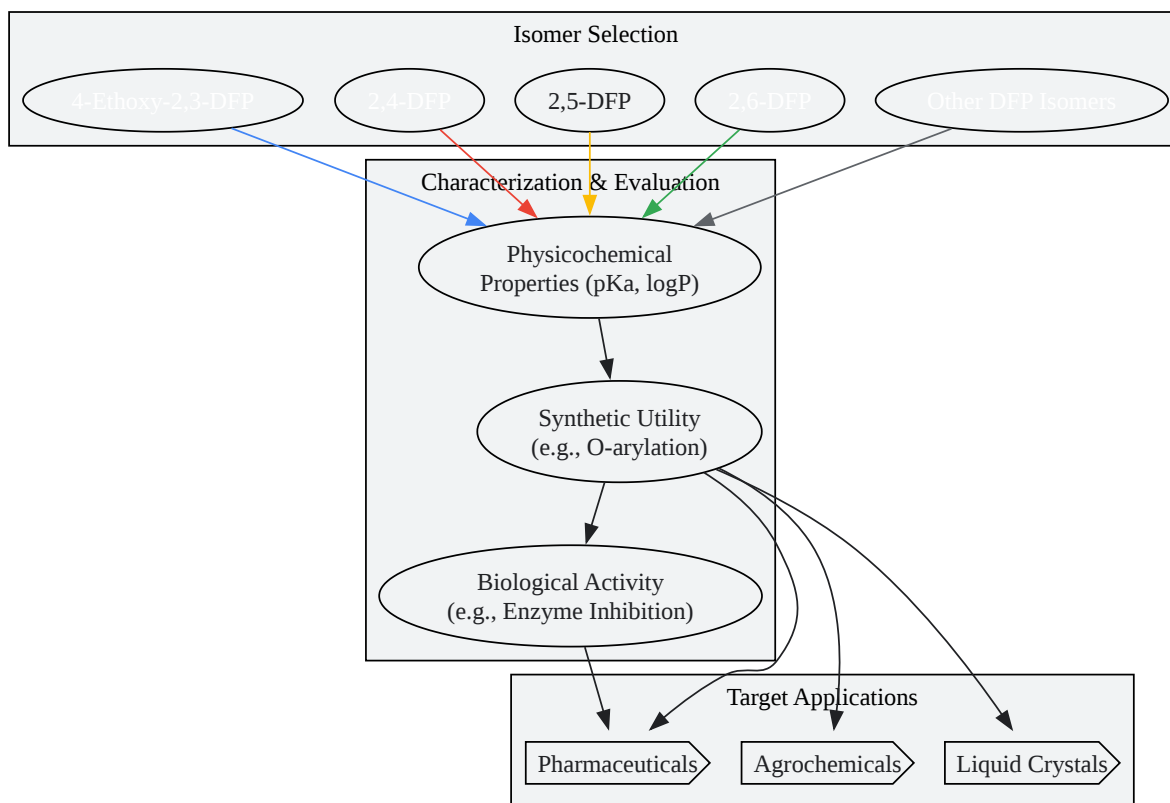 Isomer Selection
4-Ethoxy-2,3-DFP
2,4-DFP
2,5-DFP
2,6-DFP
Other DFP Isomers
Characterization & Evaluation
Physicochemical
Properties (pKa, logP)
Synthetic Utility
(e.g., O-arylation)
Biological Activity
(e.g., Enzyme Inhibition)
Target Applications
Pharmaceuticals
Agrochemicals
Liquid Crystals